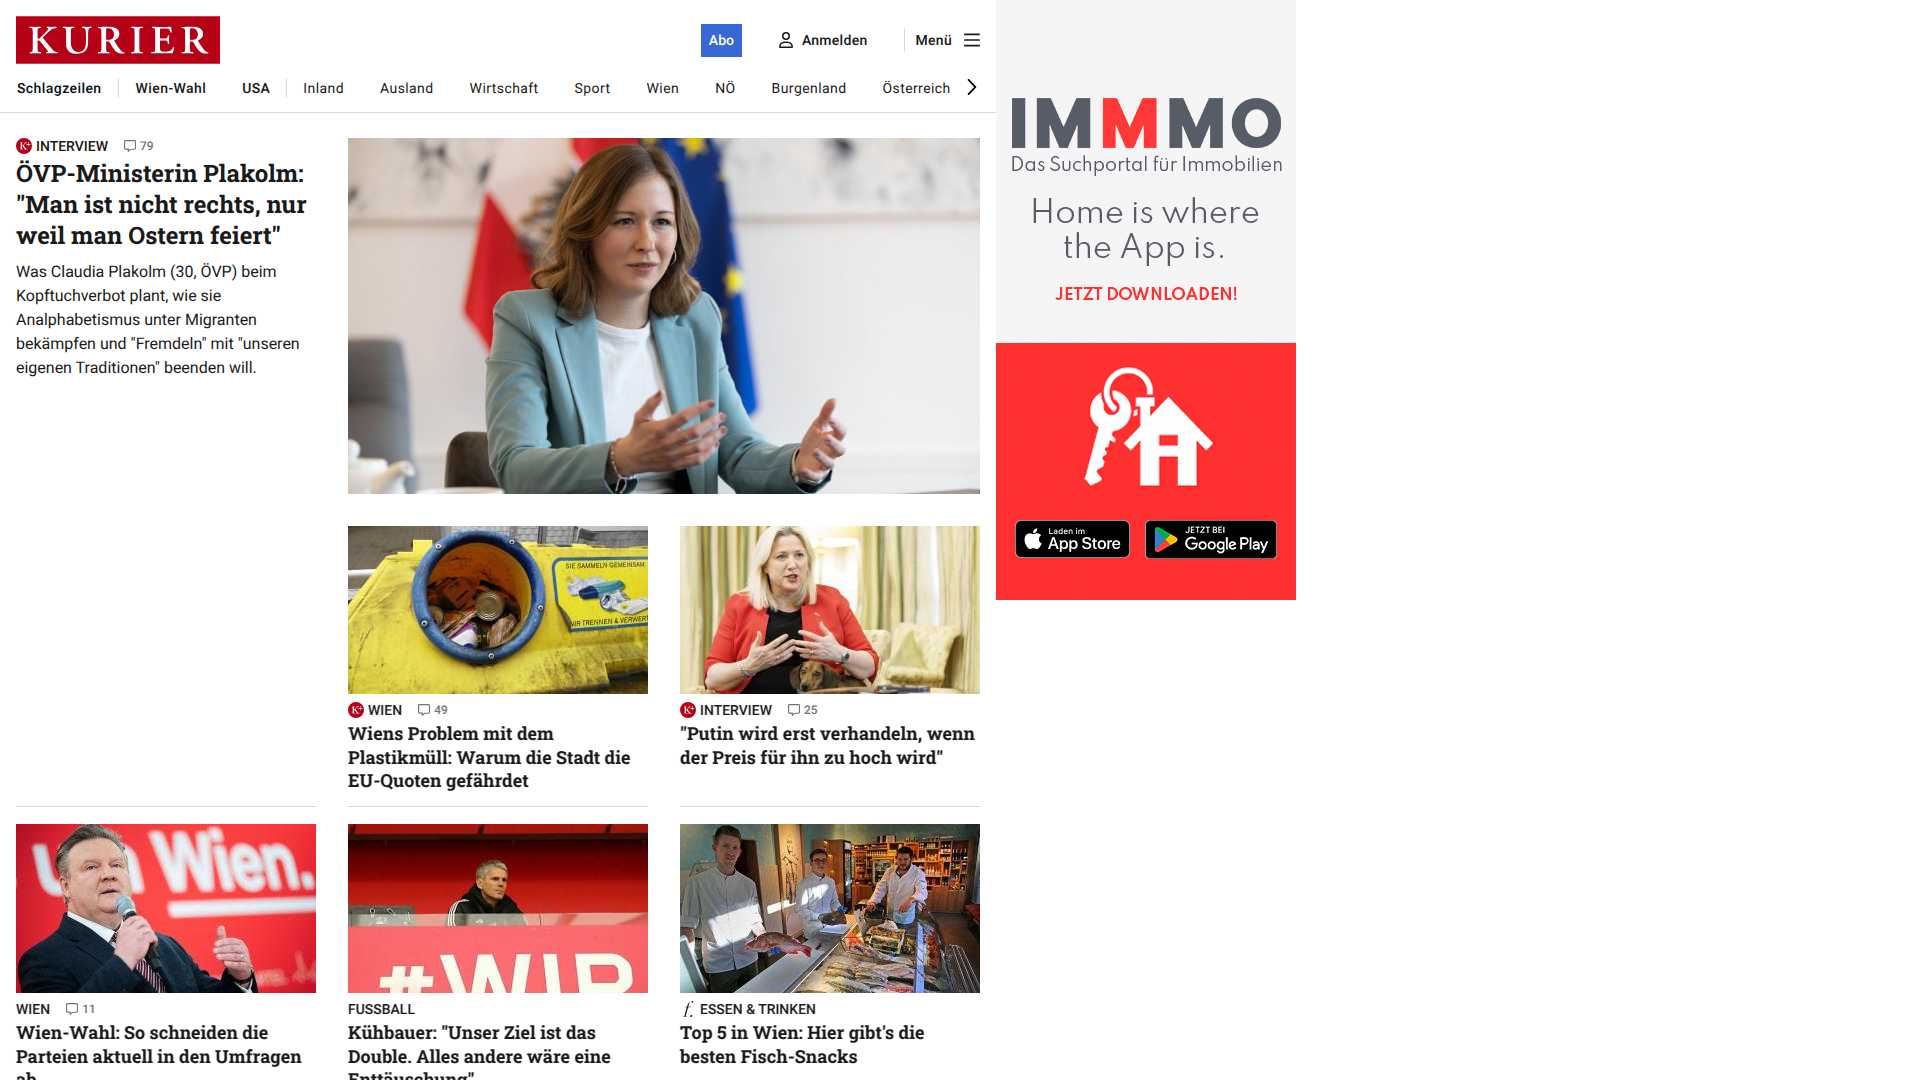 KURIER
Abo
Anmelden
Menü
Schlagzeilen
Wien-Wahl
USA
Inland
Ausland
Wirtschaft
Sport
Wien
NÖ
Burgenland
Österreich
K+ INTERVIEW 79
ÖVP-Ministerin Plakolm:
"Man ist nicht rechts, nur
weil man Ostern feiert"
Was Claudia Plakolm (30, ÖVP) beim
Kopftuchverbot plant, wie sie
Analphabetismus unter Migranten
bekämpfen und "Fremdeln" mit "unseren
eigenen Traditionen" beenden will.
SIE SAMMELN GEMEINSAM
WIR TRENNEN & VERWERT
K+ WIEN 49
Wiens Problem mit dem
Plastikmüll: Warum die Stadt die
EU-Quoten gefährdet
K+ INTERVIEW 25
"Putin wird erst verhandeln, wenn
der Preis für ihn zu hoch wird"
Wien.
WIEN 11
Wien-Wahl: So schneiden die
Parteien aktuell in den Umfragen
ab
#WIR
FUSSBALL
Kühbauer: "Unser Ziel ist das
Double. Alles andere wäre eine
Enttäuschung"
f. ESSEN & TRINKEN
Top 5 in Wien: Hier gibt's die
besten Fisch-Snacks
IMMMO
Das Suchportal für Immobilien
Home is where
the App is.
JETZT DOWNLOADEN!
Laden im
App Store
JETZT BEI
Google Play